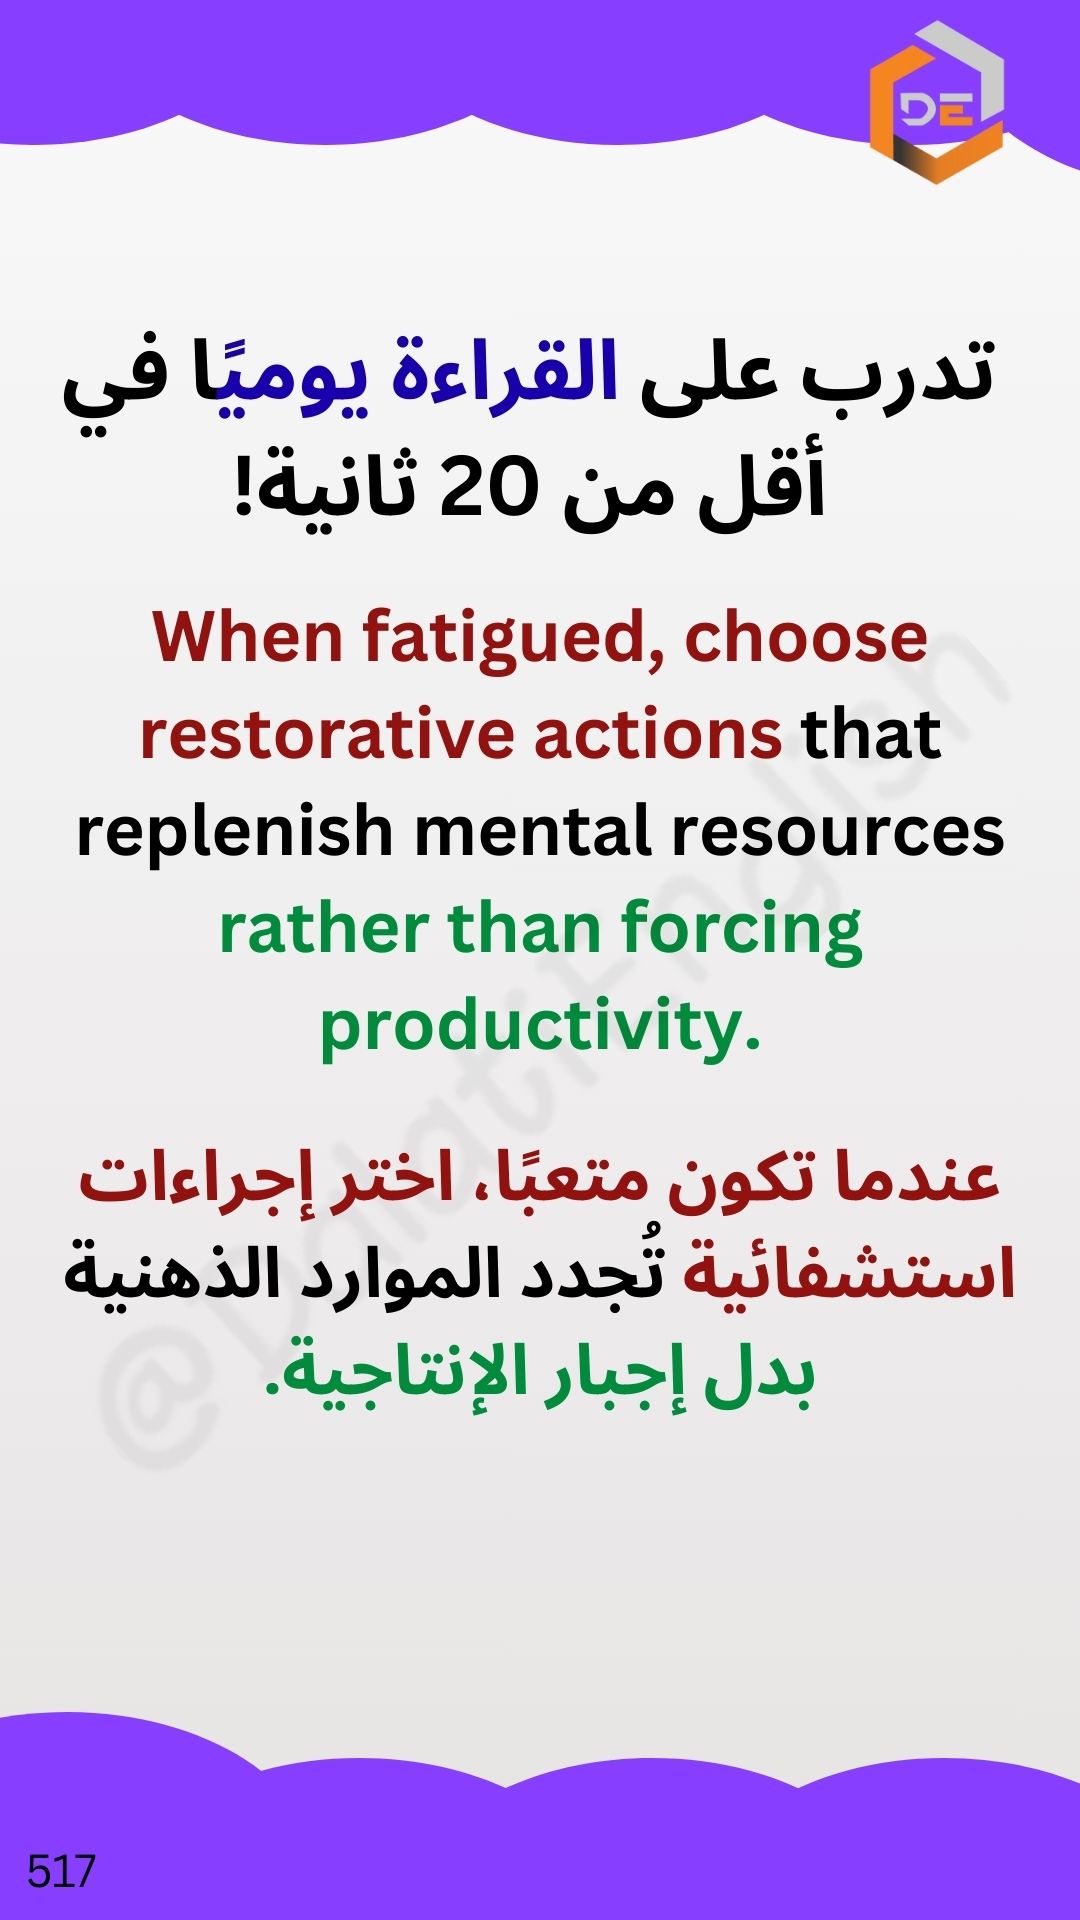 DE
تدرب على القراءة يوميًا في
أقل من 20 ثانية!
When fatigued, choose
restorative actions that
replenish mental resources
rather than forcing
productivity.
عندما تكون متعبًا، اختر إجراءات
استشفائية تُجدد الموارد الذهنية
بدل إجبار الإنتاجية.
@DalatiEnglish
517